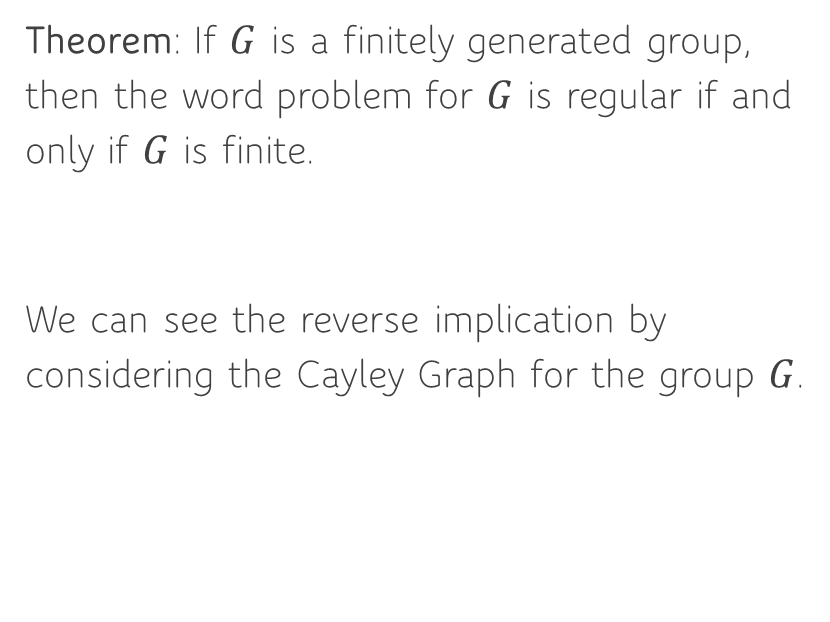 Theorem: If G is a finitely generated group,
then the word problem for G is regular if and
only if G is finite.
We can see the reverse implication by
considering the Cayley Graph for the group G.